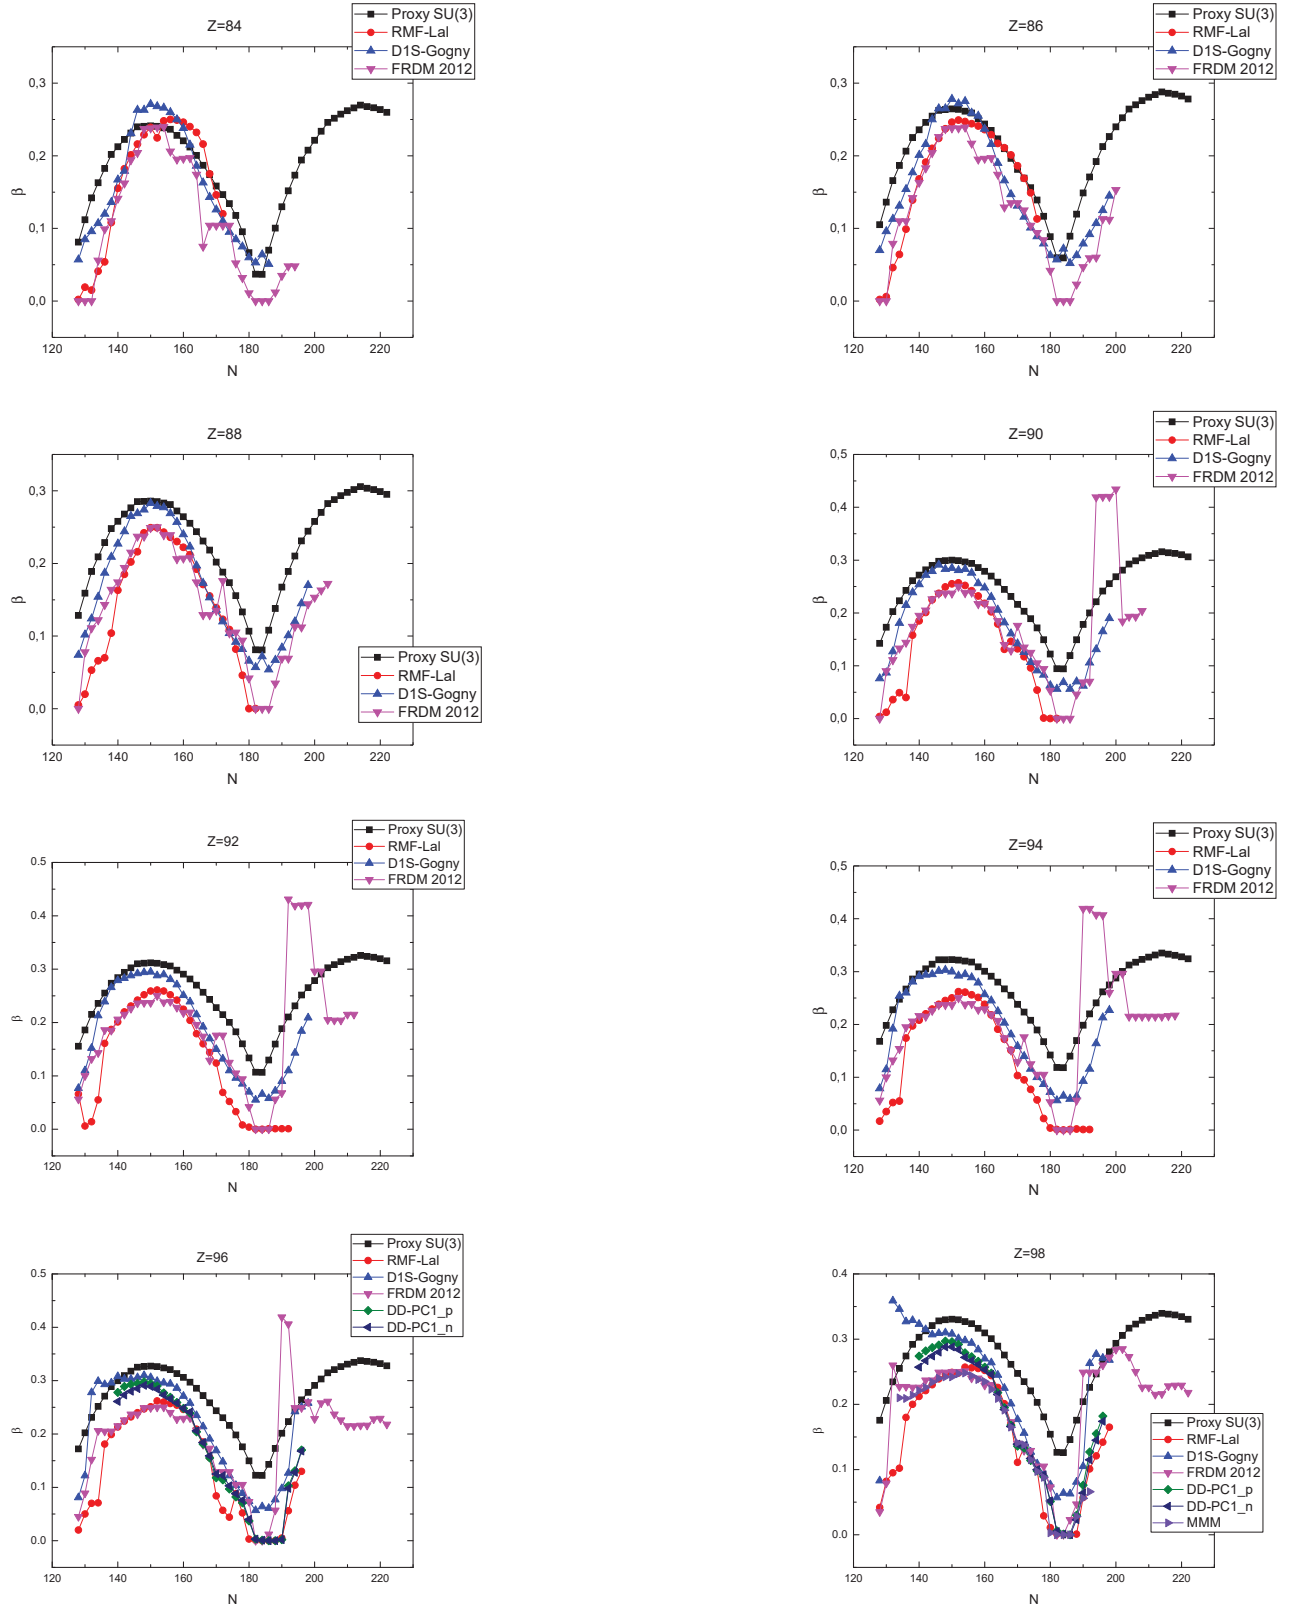 Z=84
Proxy SU(3)
RMF-Lal
D1S-Gogny
FRDM 2012
0,3
0,2
0,1
0,0
β
120 140 160 180 200 220
N
Z=86
Proxy SU(3)
RMF-Lal
D1S-Gogny
FRDM 2012
0,3
0,2
0,1
0,0
β
120 140 160 180 200 220
N
Z=88
0,3
0,2
0,1
0,0
β
Proxy SU(3)
RMF-Lal
D1S-Gogny
FRDM 2012
120 140 160 180 200 220
N
Z=90
Proxy SU(3)
RMF-Lal
D1S-Gogny
FRDM 2012
0,5
0,4
0,3
0,2
0,1
0,0
β
120 140 160 180 200 220
N
Z=92
Proxy SU(3)
RMF-Lal
D1S-Gogny
FRDM 2012
0.5
0.4
0.3
0.2
0.1
0.0
β
120 140 160 180 200 220
N
Z=94
Proxy SU(3)
RMF-Lal
D1S-Gogny
FRDM 2012
0,5
0,4
0,3
0,2
0,1
0,0
β
120 140 160 180 200 220
N
Z=96
Proxy SU(3)
RMF-Lal
D1S-Gogny
FRDM 2012
DD-PC1_p
DD-PC1_n
0.5
0.4
0.3
0.2
0.1
0.0
β
120 140 160 180 200 220
N
Z=98
0.4
0.3
0.2
0.1
0.0
β
Proxy SU(3)
RMF-Lal
D1S-Gogny
FRDM 2012
DD-PC1_p
DD-PC1_n
MMM
120 140 160 180 200 220
N